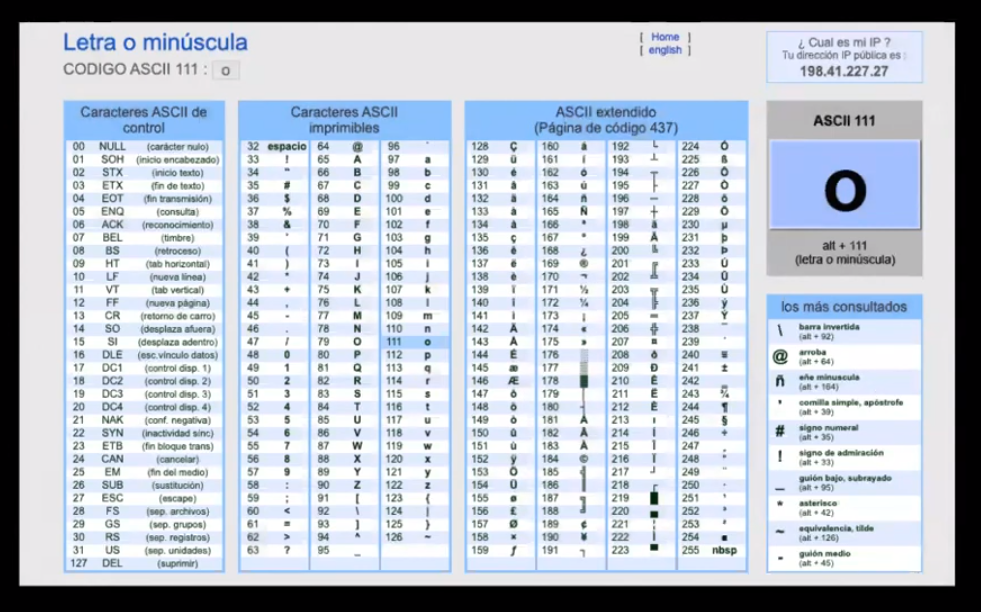 Letra o minúscula
CODIGO ASCII 111 : o
[ Home ]
[ english ]
¿ Cual es mi IP ?
Tu dirección IP pública es
198.41.227.27
Caracteres ASCII de
control
00 NULL (carácter nulo)
01 SOH (inicio encabezado)
02 STX (inicio texto)
03 ETX (fin de texto)
04 EOT (fin transmisión)
05 ENQ (consulta)
06 ACK (reconocimiento)
07 BEL (timbre)
08 BS (retroceso)
09 HT (tab horizontal)
10 LF (nueva línea)
11 VT (tab vertical)
12 FF (nueva página)
13 CR (retorno de carro)
14 SO (desplaza afuera)
15 SI (desplaza adentro)
16 DLE (esc.vínculo datos)
17 DC1 (control disp. 1)
18 DC2 (control disp. 2)
19 DC3 (control disp. 3)
20 DC4 (control disp. 4)
21 NAK (conf. negativa)
22 SYN (inactividad sínc)
23 ETB (fin bloque trans)
24 CAN (cancelar)
25 EM (fin del medio)
26 SUB (sustitución)
27 ESC (escape)
28 FS (sep. archivos)
29 GS (sep. grupos)
30 RS (sep. registros)
31 US (sep. unidades)
127 DEL (suprimir)
Caracteres ASCII
imprimibles
32 espacio 64 @ 96 `
33 ! 65 A 97 a
34 " 66 B 98 b
35 # 67 C 99 c
36 $ 68 D 100 d
37 % 69 E 101 e
38 & 70 F 102 f
39 ' 71 G 103 g
40 ( 72 H 104 h
41 ) 73 I 105 i
42 * 74 J 106 j
43 + 75 K 107 k
44 , 76 L 108 l
45 - 77 M 109 m
46 . 78 N 110 n
47 / 79 O 111 o
48 0 80 P 112 p
49 1 81 Q 113 q
50 2 82 R 114 r
51 3 83 S 115 s
52 4 84 T 116 t
53 5 85 U 117 u
54 6 86 V 118 v
55 7 87 W 119 w
56 8 88 X 120 x
57 9 89 Y 121 y
58 : 90 Z 122 z
59 ; 91 [ 123 {
60 < 92 \ 124 |
61 = 93 ] 125 }
62 > 94 ^ 126 ~
63 ? 95 _
ASCII extendido
(Página de código 437)
128 Ç 160 á 192 └ 224 Ó
129 ü 161 í 193 ┴ 225 ß
130 é 162 ó 194 ┬ 226 Ô
131 â 163 ú 195 ├ 227 Ò
132 ä 164 ñ 196 ─ 228 õ
133 à 165 Ñ 197 ┼ 229 Õ
134 å 166 ª 198 ã 230 µ
135 ç 167 º 199 Ã 231 þ
136 ê 168 ¿ 200 ╚ 232 Þ
137 ë 169 ® 201 ╔ 233 Ú
138 è 170 ¬ 202 ╩ 234 Û
139 ï 171 ½ 203 ╦ 235 Ù
140 î 172 ¼ 204 ╠ 236 ý
141 ì 173 ¡ 205 ═ 237 Ý
142 Ä 174 « 206 ╬ 238 ¯
143 Å 175 » 207 ¤ 239 ´
144 É 176 208 ð 240 ≡
145 æ 177 209 Ð 241 ±
146 Æ 178 ▓ 210 Ê 242 ‗
147 ô 179 │ 211 Ë 243 ¾
148 ö 180 ┤ 212 È 244 ¶
149 ò 181 Á 213 245 §
150 û 182 Â 214 Í 246 ÷
151 ù 183 À 215 Î 247 ¸
152 ÿ 184 © 216 Ï 248 °
153 Ö 185 ╣ 217 ┘ 249 ¨
154 Ü 186 ║ 218 ┌ 250 ·
155 ø 187 ╗ 219 █ 251 ¹
156 £ 188 ╝ 220 ▄ 252 ³
157 Ø 189 ¢ 221 ¦ 253 ²
158 × 190 ¥ 222 Ì 254 ■
159 ƒ 191 ┐ 223 ▀ 255 nbsp
ASCII 111
o
alt + 111
(letra o minúscula)
los más consultados
\ barra invertida
(alt + 92)
@ arroba
(alt + 64)
ñ eñe minuscula
(alt + 164)
' comilla simple, apóstrofe
(alt + 39)
# signo numeral
(alt + 35)
! signo de admiración
(alt + 33)
_ guión bajo, subrayado
(alt + 95)
* asterisco
(alt + 42)
~ equivalencia, tilde
(alt + 126)
- guión medio
(alt + 45)